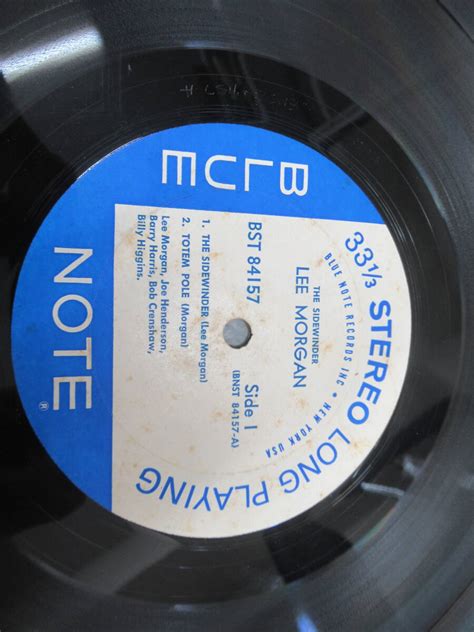 BLUE
NOTE®
33 1/3 STEREO LONG PLAYING
BLUE NOTE RECORDS INC • NEW YORK USA
THE SIDEWINDER
LEE MORGAN
BST 84157
Side I
(BNST 84157-A)
1. THE SIDEWINDER (Lee Morgan)
2. TOTEM POLE (Morgan)
Lee Morgan, Joe Henderson,
Barry Harris, Bob Crenshaw,
Billy Higgins.